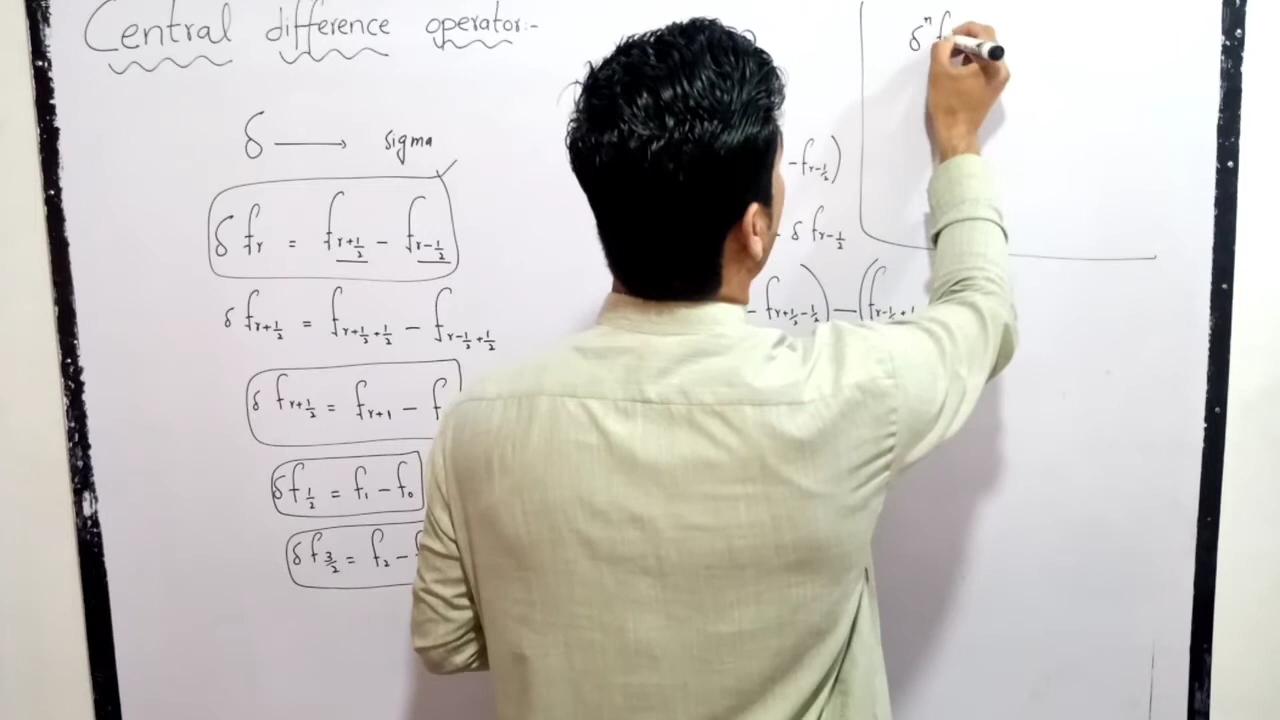 Central difference operator:-
δ ⟶ sigma
δ f_r = f_{r+1/2} - f_{r-1/2}
δ f_{r+1/2} = f_{r+1/2+1/2} - f_{r-1/2+1/2}
δ f_{r+1/2} = f_{r+1} - f
δ f_{1/2} = f_1 - f_0
δ f_{3/2} = f_2 -
- f_{r-1/2})
- δ f_{r-1/2}
- f_{r+1/2-1/2}) - (f_{r-1/2+1
δ^n f